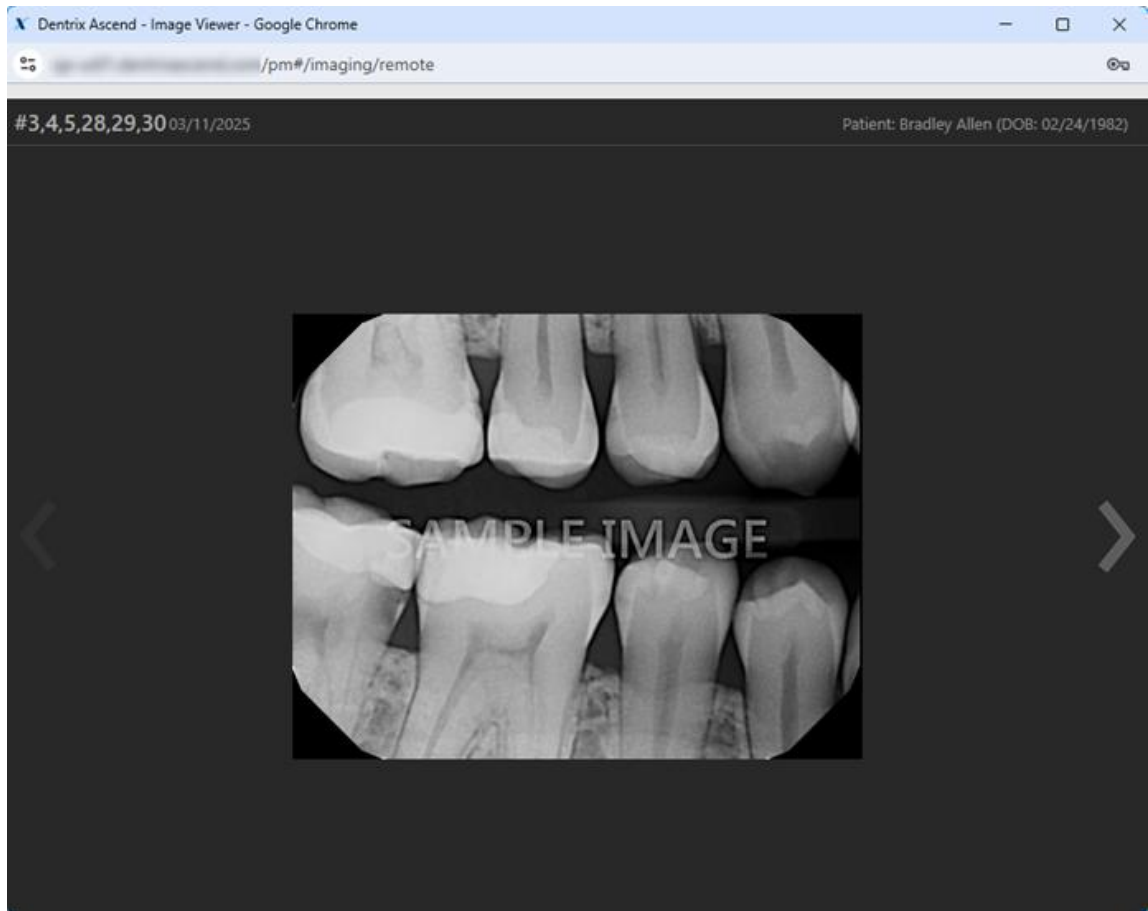 Dentrix Ascend - Image Viewer - Google Chrome
/pm#/imaging/remote
#3,4,5,28,29,30 03/11/2025
Patient: Bradley Allen (DOB: 02/24/1982)
SAMPLE IMAGE